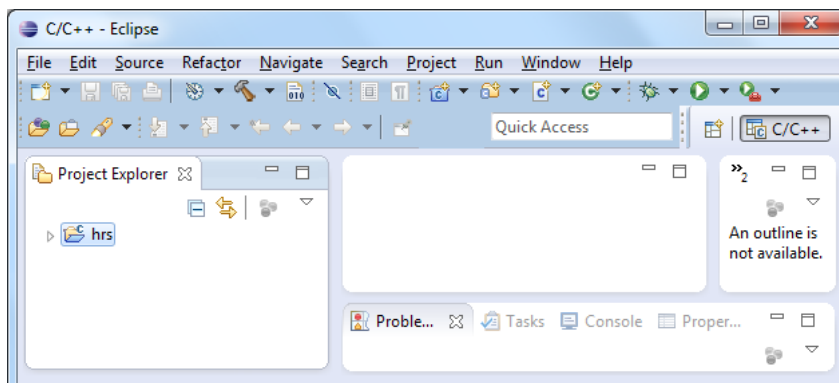 C/C++ - Eclipse
File Edit Source Refactor Navigate Search Project Run Window Help
010
Quick Access
C/C++
Project Explorer
»2
hrs
An outline is
not available.
Proble... Tasks Console Proper...